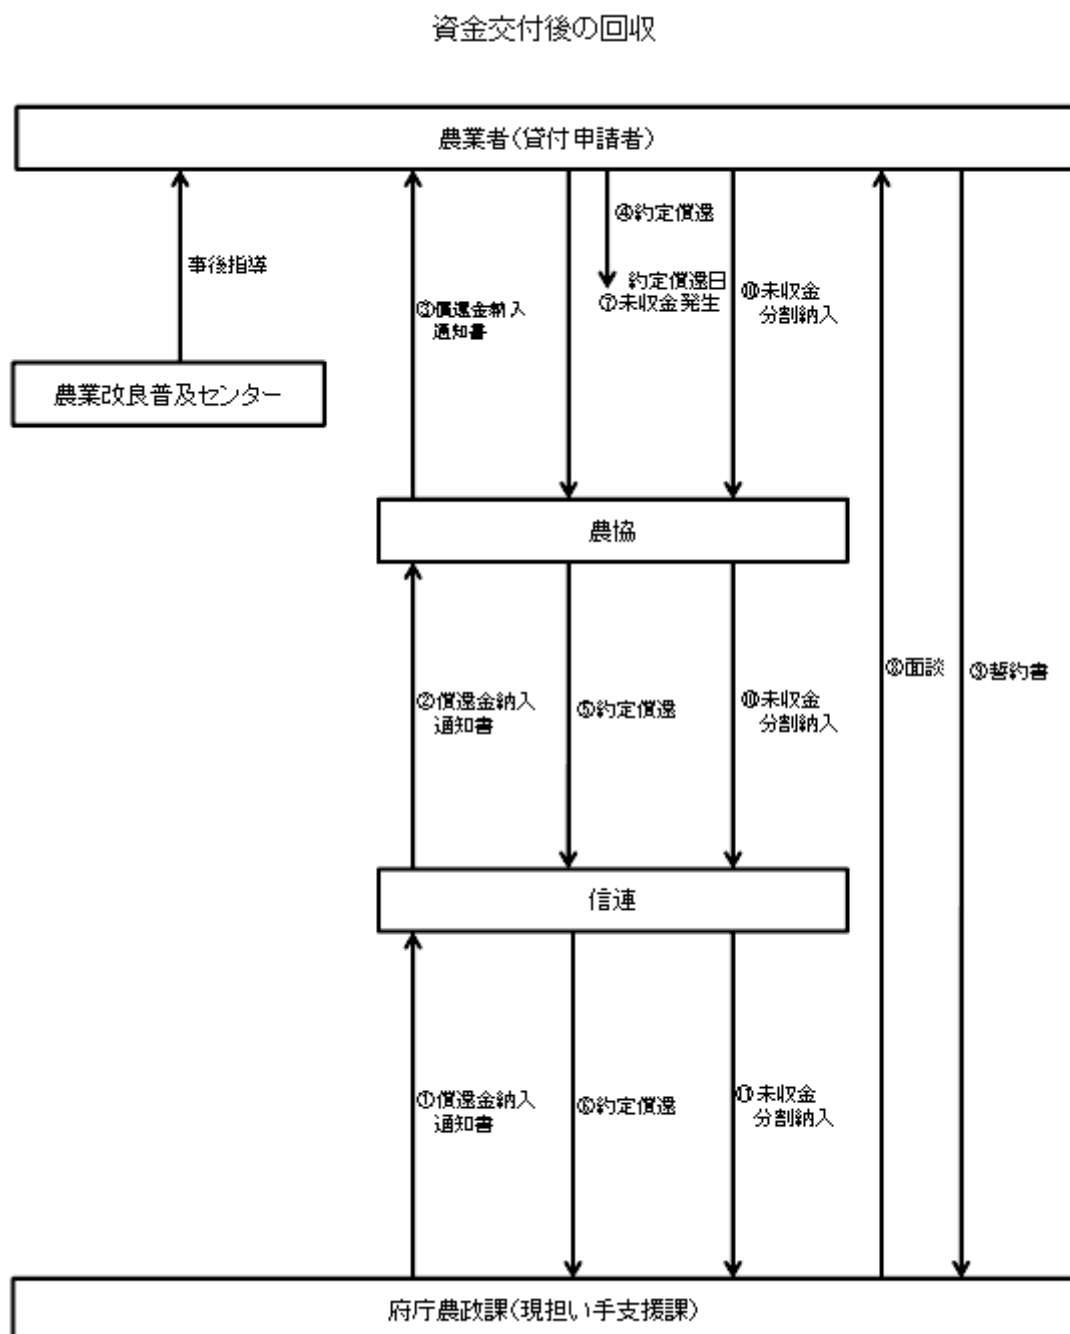 資金交付後の回収
農業者(貸付申請者)
事後指導
農業改良普及センター
③償還金納入
通知書
④約定償還
約定償還日
⑦未収金発生
⑩未収金
分割納入
農協
②償還金納入
通知書
⑤約定償還
⑩未収金
分割納入
⑧面談
⑨誓約書
信連
①償還金納入
通知書
⑥約定償還
⑪未収金
分割納入
府庁農政課(現担い手支援課)